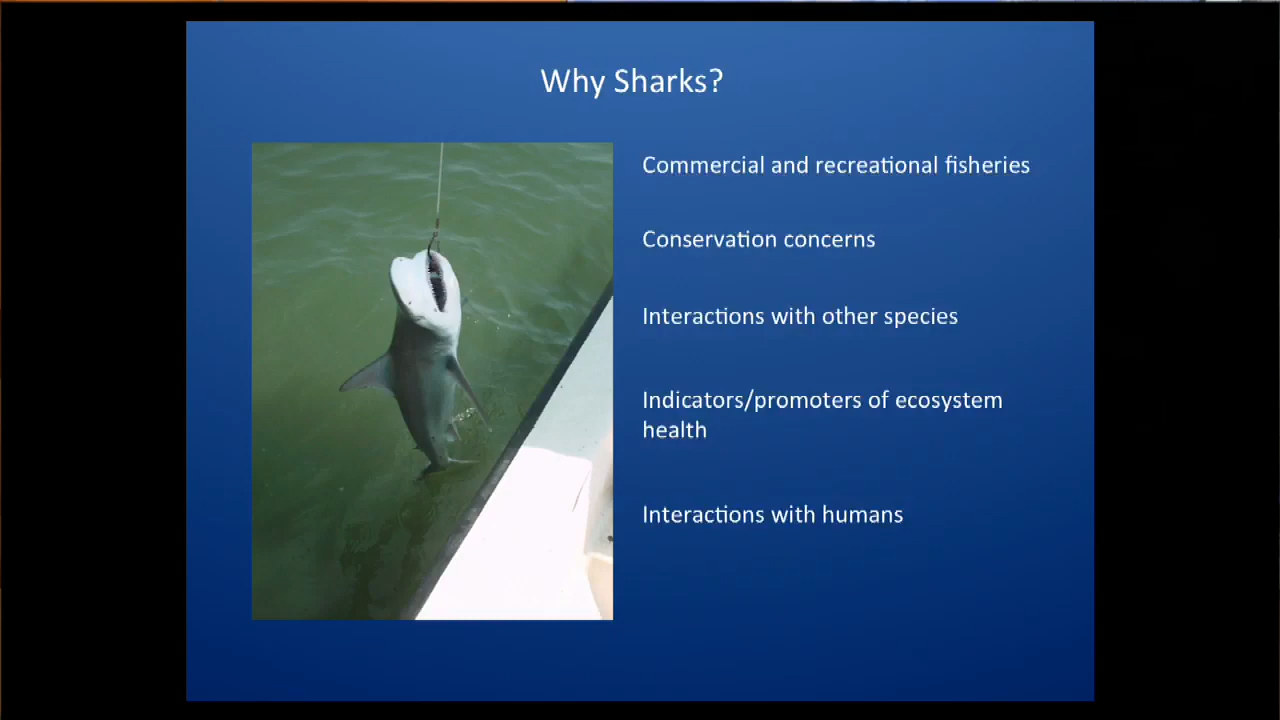 Why Sharks?
Commercial and recreational fisheries
Conservation concerns
Interactions with other species
Indicators/promoters of ecosystem
health
Interactions with humans